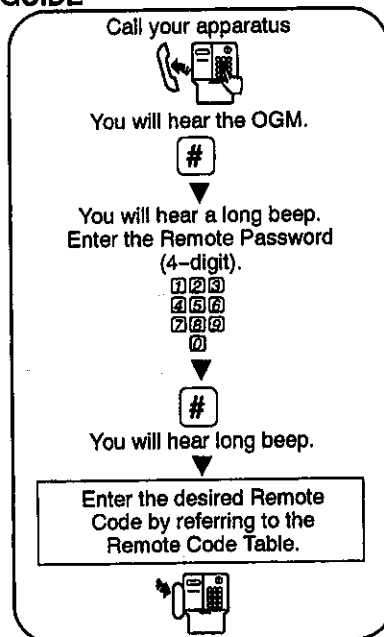 GUIDE
Call your apparatus
You will hear the OGM.
#
You will hear a long beep.
Enter the Remote Password
(4–digit).
1 2 3
4 5 6
7 8 9
0
#
You will hear long beep.
Enter the desired Remote
Code by referring to the
Remote Code Table.